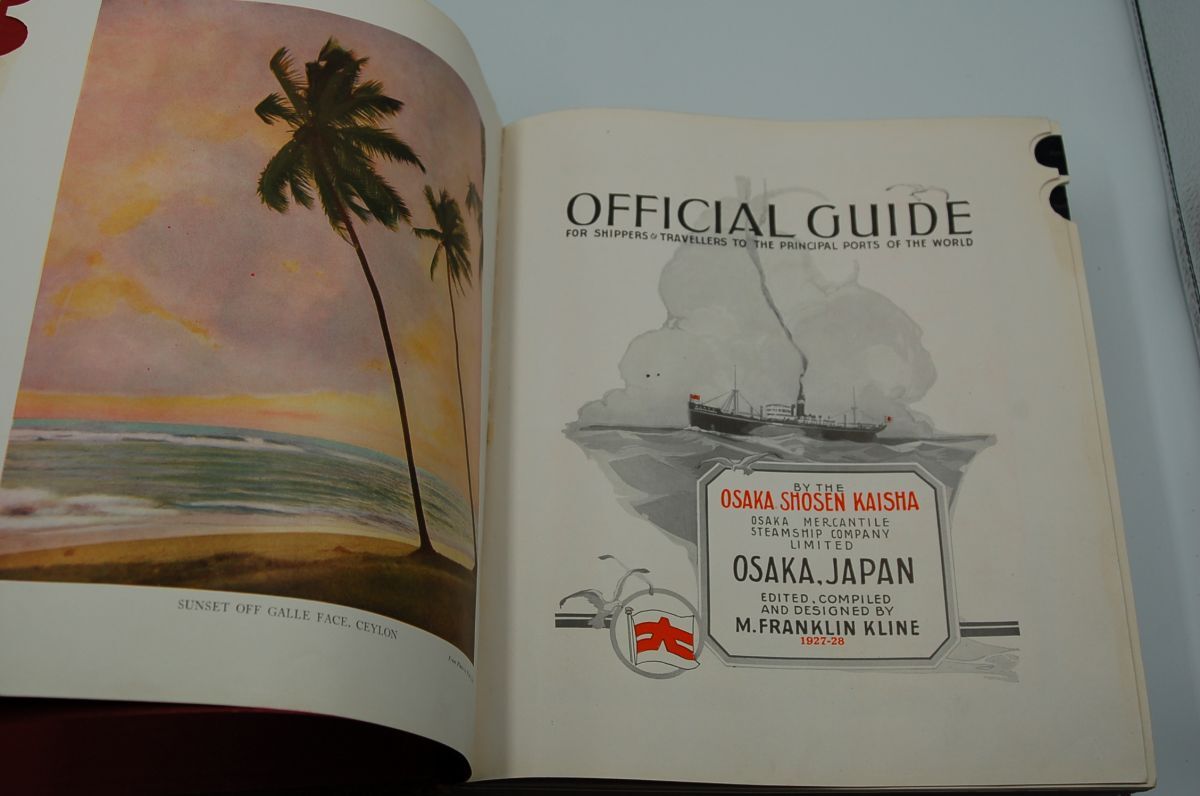 SUNSET OFF GALLE FACE, CEYLON
OFFICIAL GUIDE
FOR SHIPPERS & TRAVELLERS TO THE PRINCIPAL PORTS OF THE WORLD
BY THE
OSAKA SHOSEN KAISHA
OSAKA MERCANTILE
STEAMSHIP COMPANY
LIMITED
OSAKA, JAPAN
EDITED, COMPILED
AND DESIGNED BY
M. FRANKLIN KLINE
1927-28